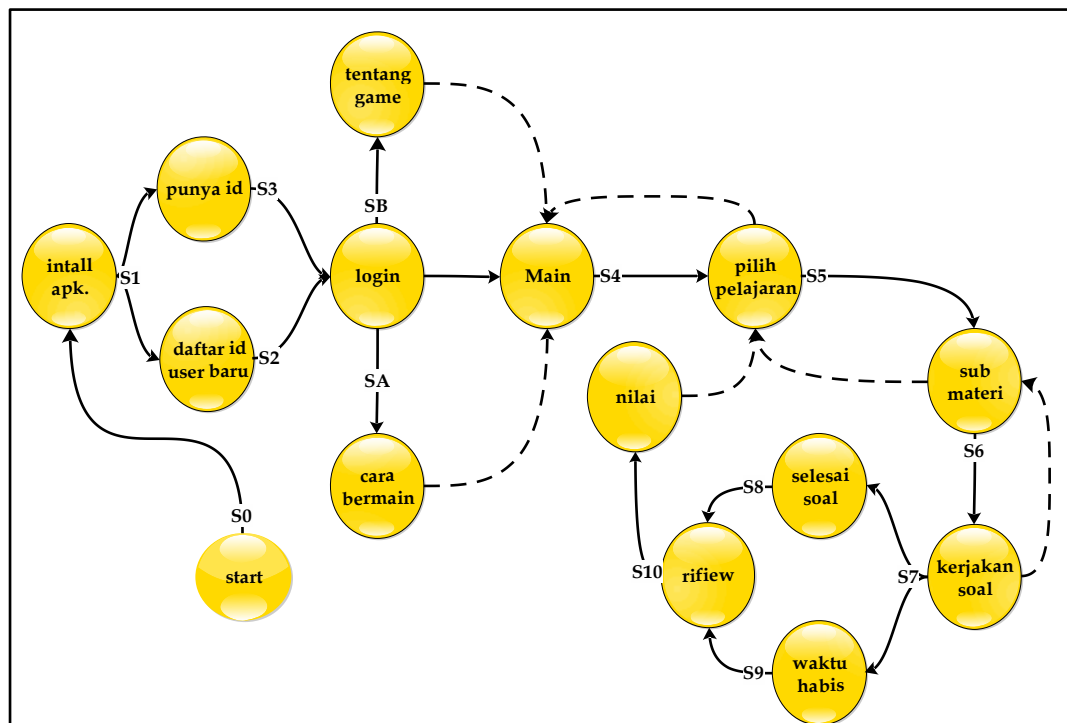 tentang
game
punya id
S3
SB
intall
apk.
S1
login
Main
S4
pilih
pelajaran
S5
daftar id
user baru
S2
SA
nilai
sub
materi
S6
cara
bermain
S8
selesai
soal
S0
start
S10
rifiew
S7
kerjakan
soal
S9
waktu
habis